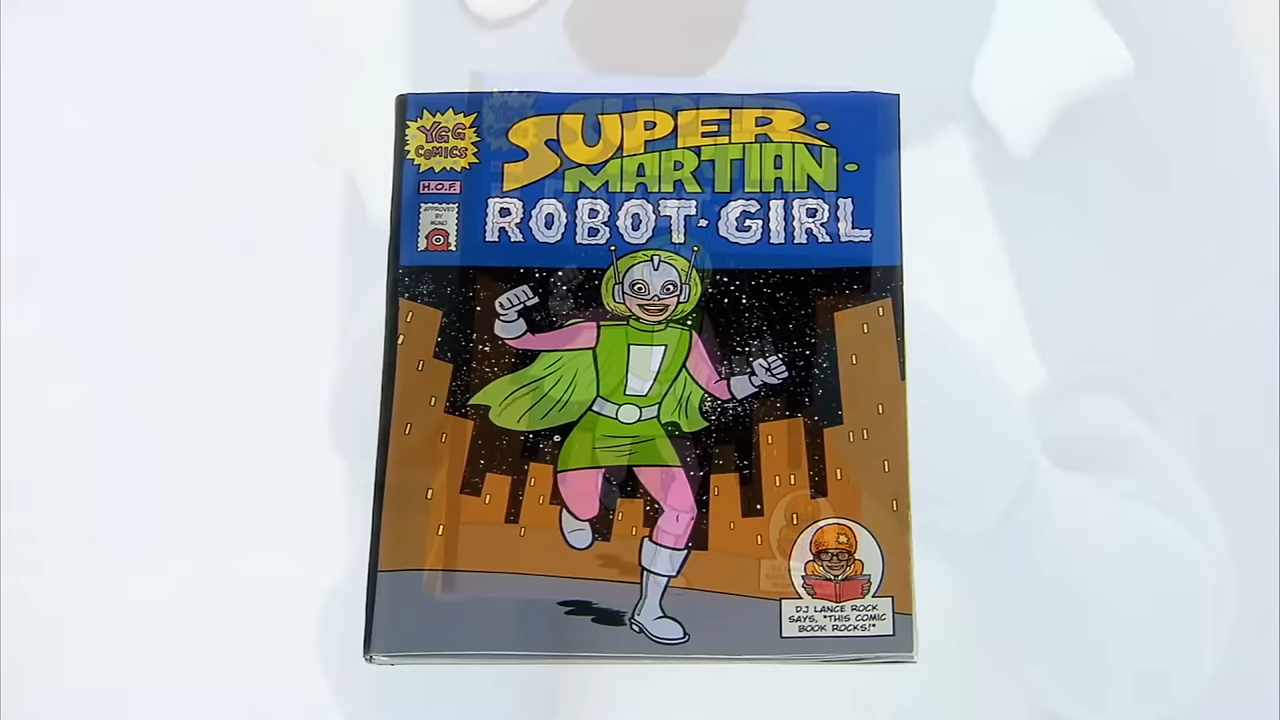 YGG
COMICS
H.O.F.
APPROVED
BY
MUNO
SUPER·
MARTIAN·
ROBOT·GIRL
DJ LANCE ROCK
SAYS, "THIS COMIC
BOOK ROCKS!"